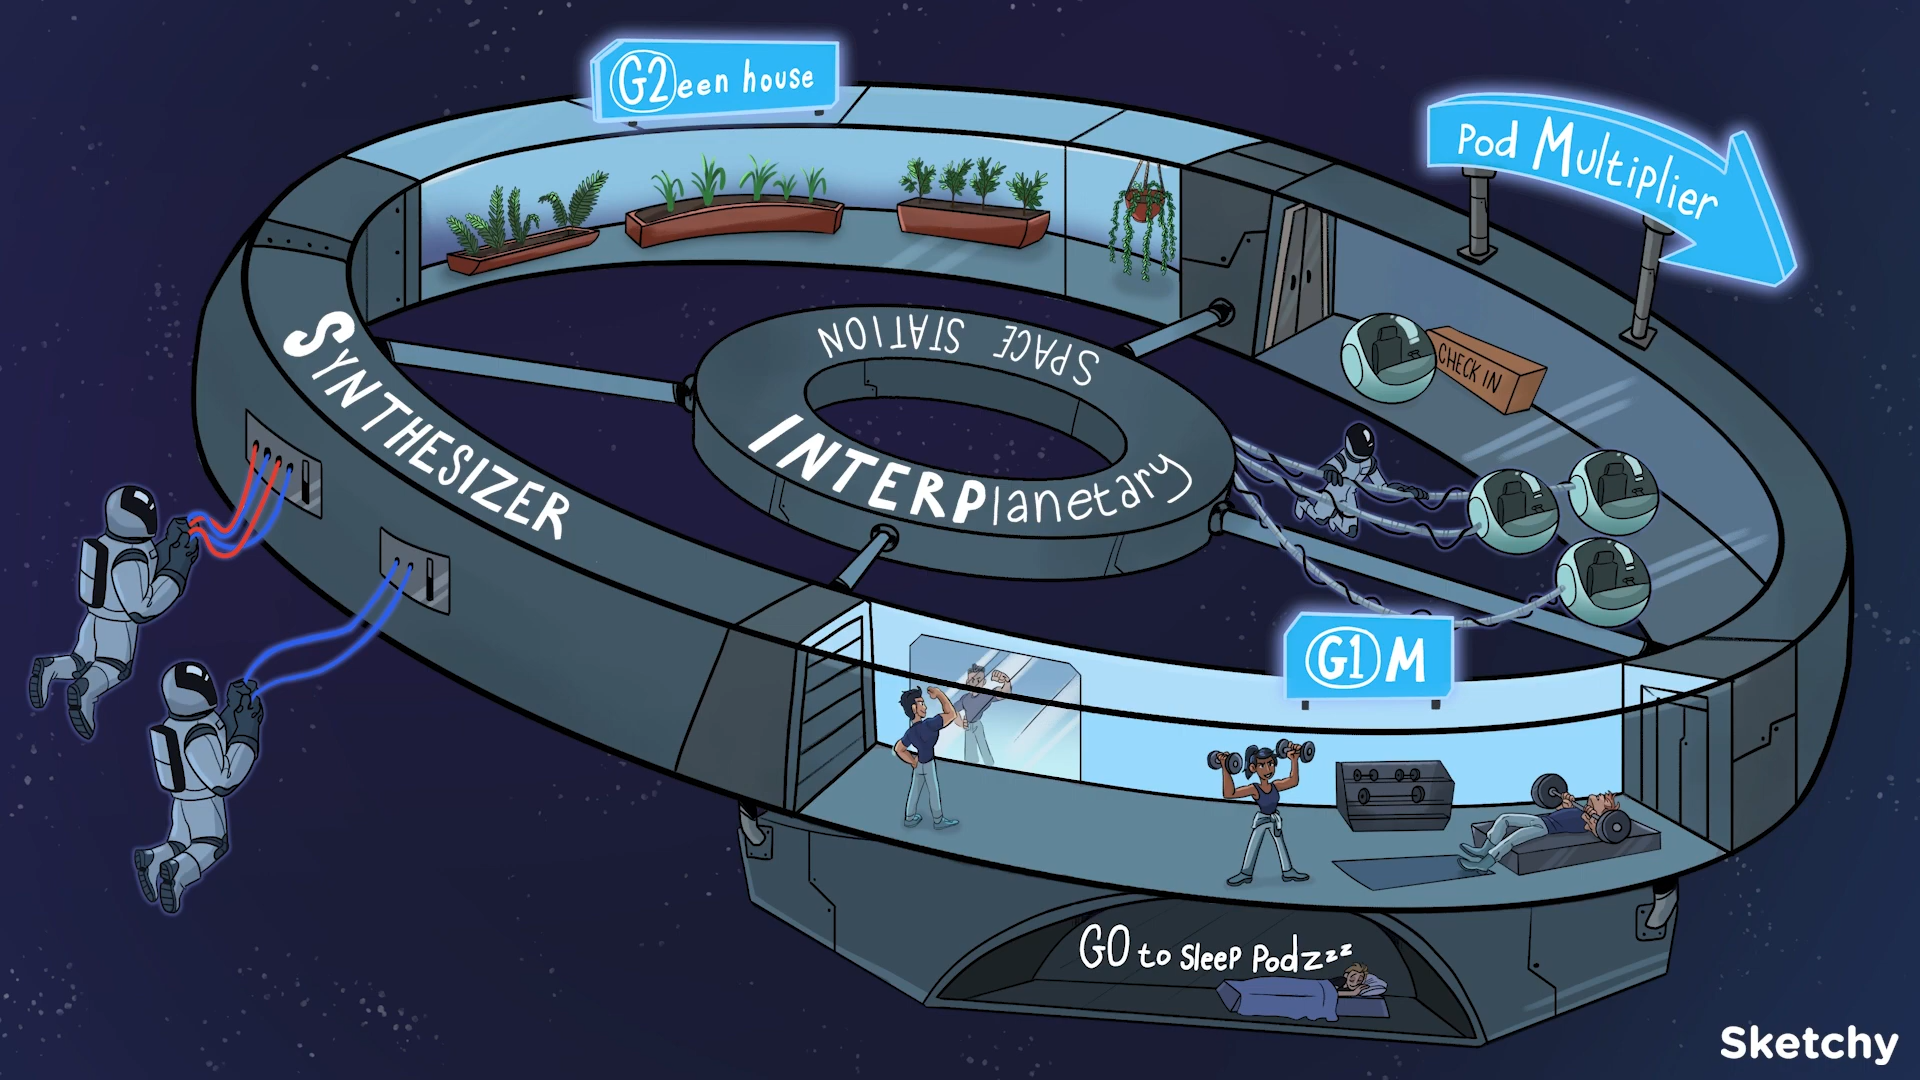 G2een house
Pod Multiplier
SPACE STATION
INTERPlanetary
SYNTHESIZER
CHECK IN
G1M
GO to Sleep Podzzz
Sketchy